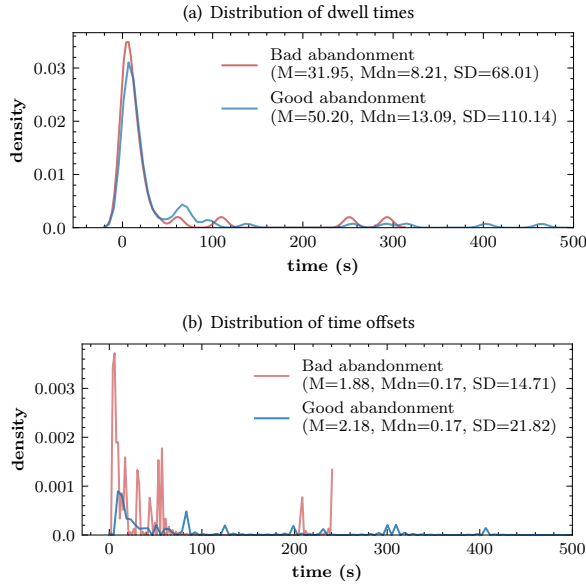 (a) Distribution of dwell times
Bad abandonment
(M=31.95, Mdn=8.21, SD=68.01)
Good abandonment
(M=50.20, Mdn=13.09, SD=110.14)
0.03
0.02
0.01
0.0
density
0 100 200 300 400 500
time (s)
(b) Distribution of time offsets
Bad abandonment
(M=1.88, Mdn=0.17, SD=14.71)
Good abandonment
(M=2.18, Mdn=0.17, SD=21.82)
0.003
0.002
0.001
0.0
density
0 100 200 300 400 500
time (s)